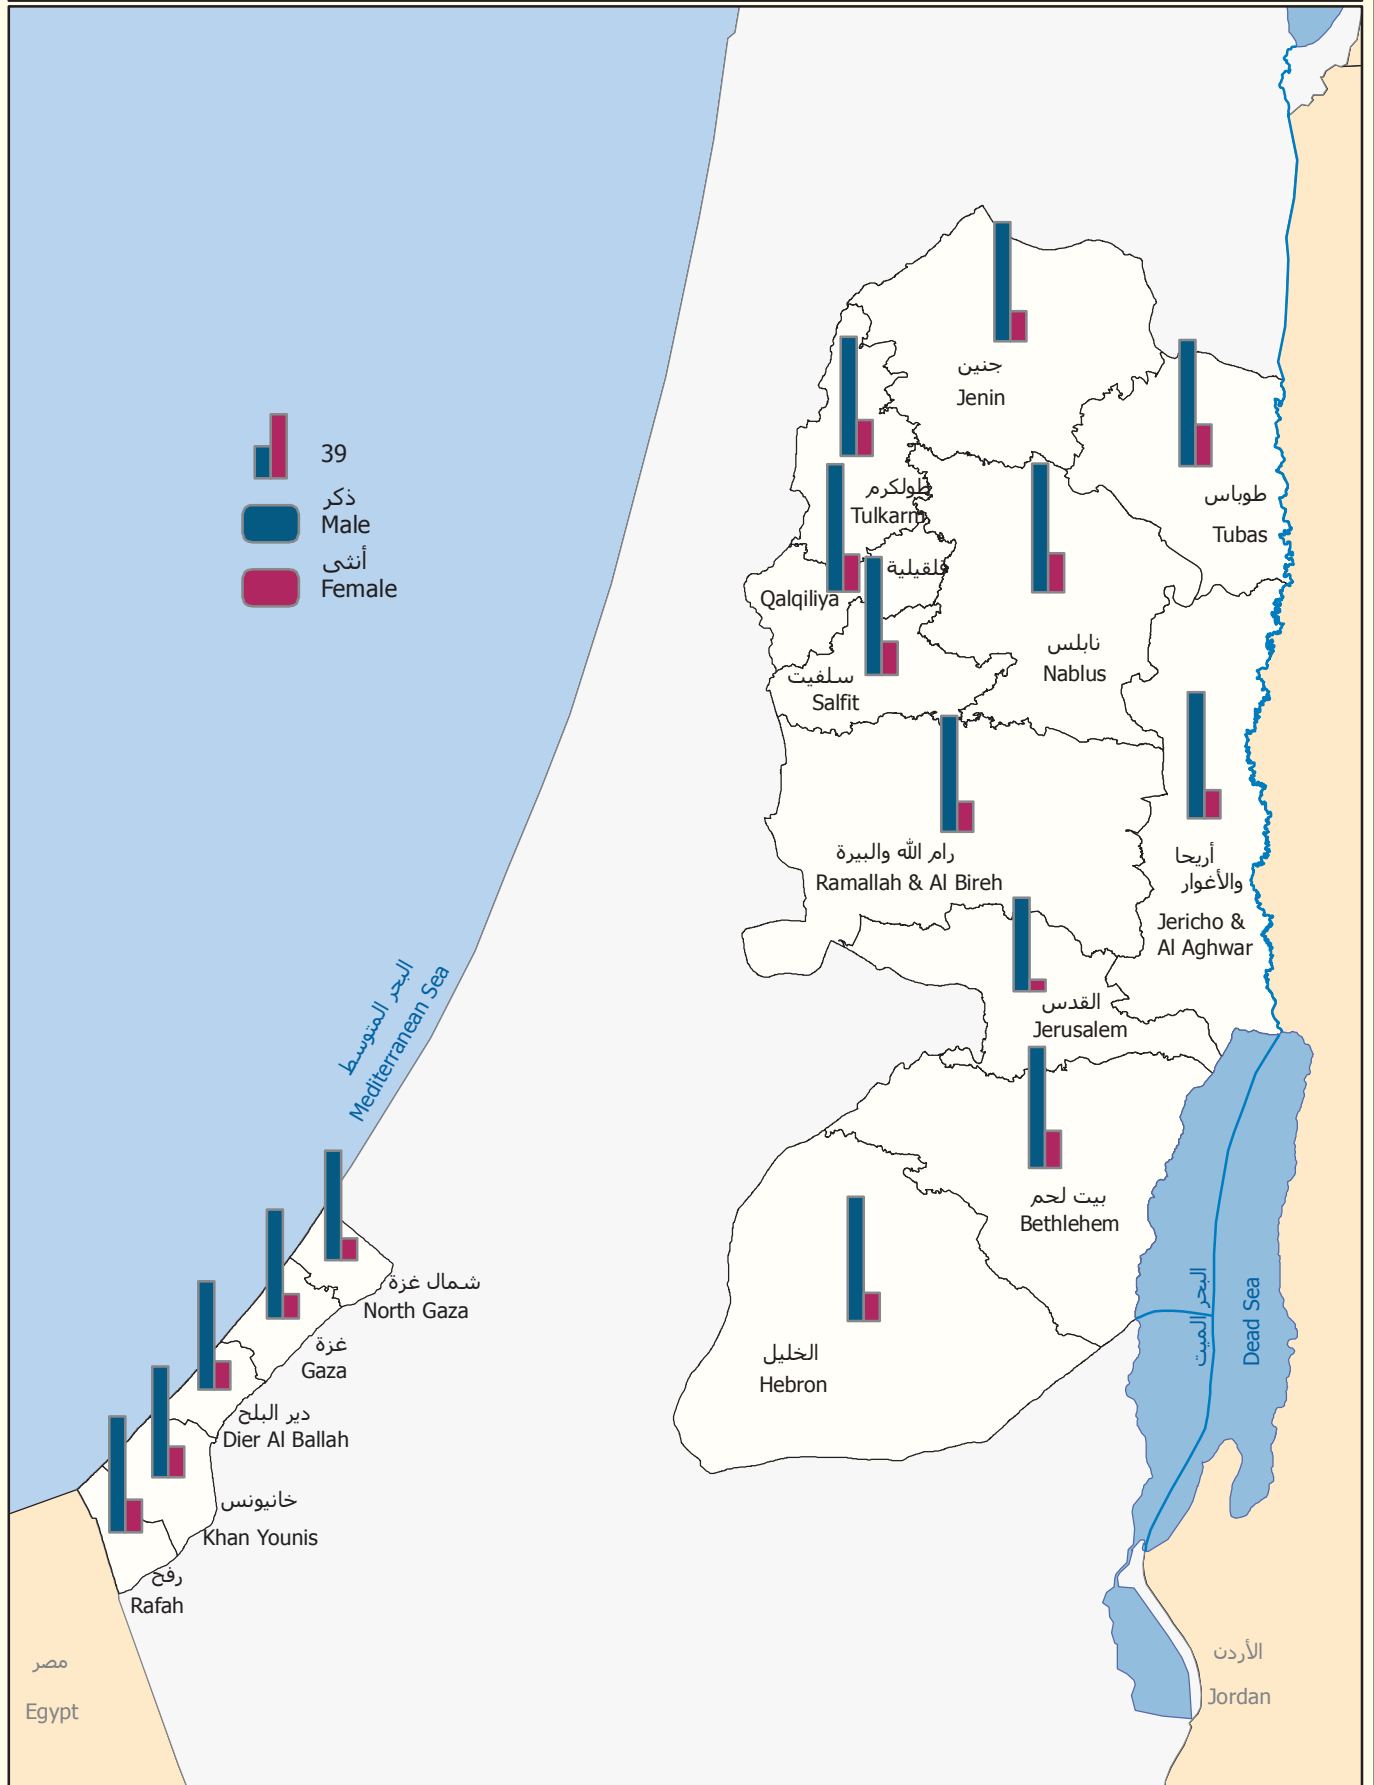 39
ذكر
Male
أنثى
Female
جنين
Jenin
طولكرم
Tulkarm
طوباس
Tubas
قلقيلية
Qalqiliya
نابلس
Nablus
سلفيت
Salfit
رام الله والبيرة
Ramallah & Al Bireh
أريحا
والأغوار
Jericho &
Al Aghwar
القدس
Jerusalem
البحر المتوسط
Mediterranean Sea
بيت لحم
Bethlehem
شمال غزة
North Gaza
غزة
Gaza
الخليل
Hebron
البحر الميت
Dead Sea
دير البلح
Dier Al Ballah
خانيونس
Khan Younis
رفح
Rafah
مصر
Egypt
الأردن
Jordan